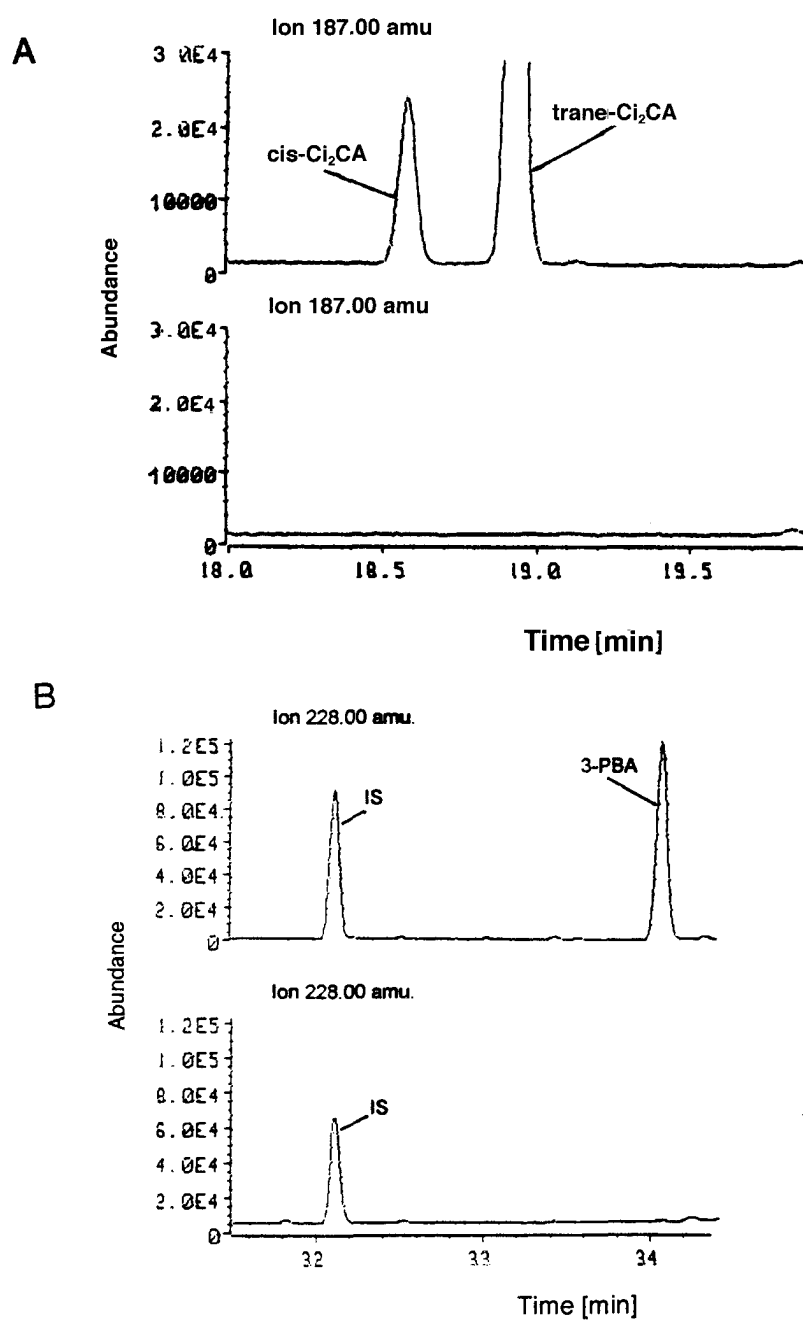 A
Ion 187.00 amu
3 0E4
2.0E4
10000
0
cis-Ci₂CA
trane-Ci₂CA
Abundance
Ion 187.00 amu
3.0E4
2.0E4
10000
0
18.0
18.5
19.0
19.5
Time [min]
B
Ion 228.00 amu.
1.2E5
1.0E5
8.0E4
6.0E4
4.0E4
2.0E4
0
IS
3-PBA
Abundance
Ion 228.00 amu.
1.2E5
1.0E5
8.0E4
6.0E4
4.0E4
2.0E4
0
IS
32
33
34
Time [min]